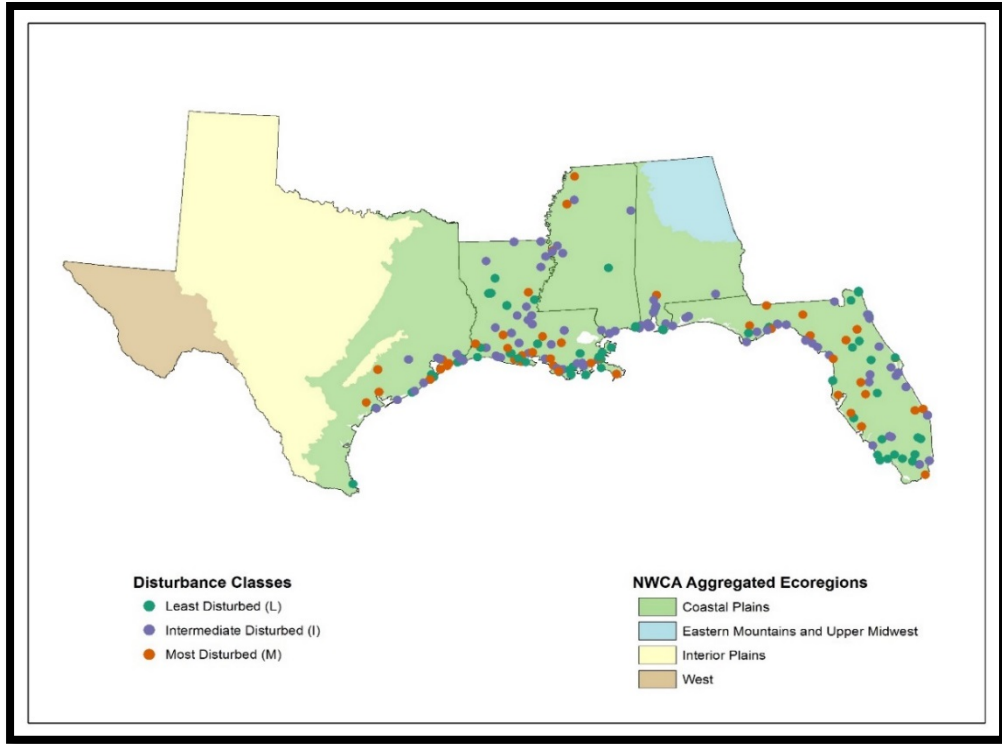 Disturbance Classes
Least Disturbed (L)
Intermediate Disturbed (I)
Most Disturbed (M)
NWCA Aggregated Ecoregions
Coastal Plains
Eastern Mountains and Upper Midwest
Interior Plains
West